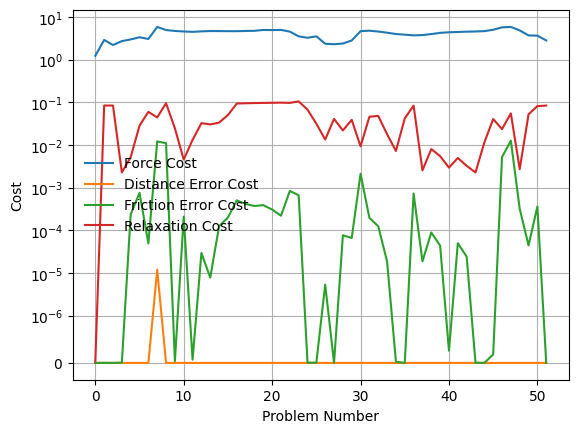 10^1
10^0
10^-1
10^-2
10^-3
10^-4
10^-5
10^-6
0
Cost
Force Cost
Distance Error Cost
Friction Error Cost
Relaxation Cost
0 10 20 30 40 50
Problem Number